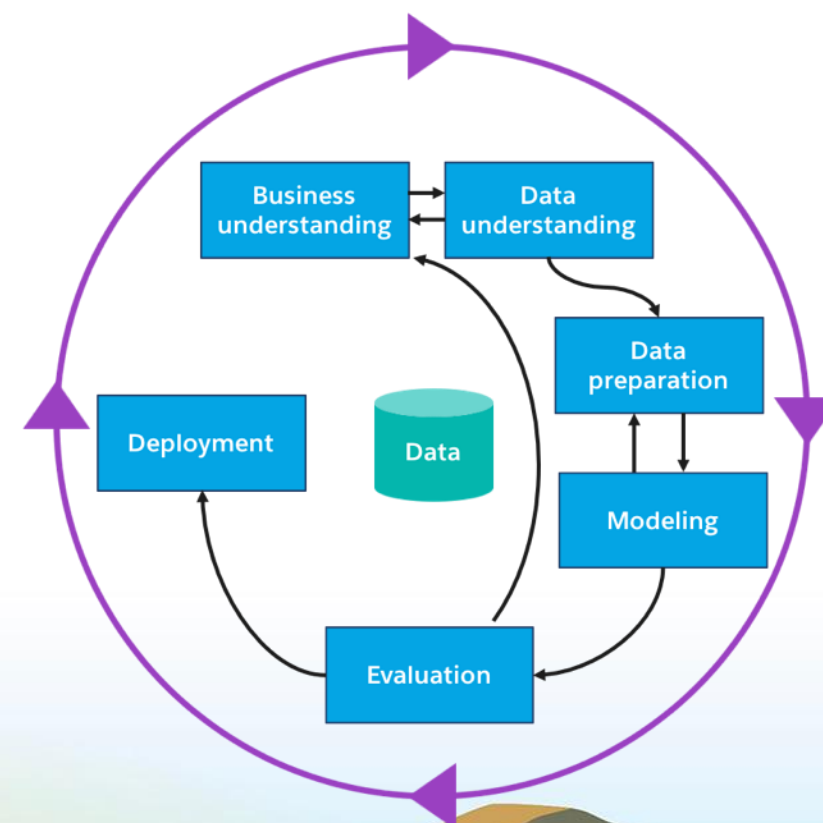 Business
understanding
Data
understanding
Data
preparation
Deployment
Data
Modeling
Evaluation